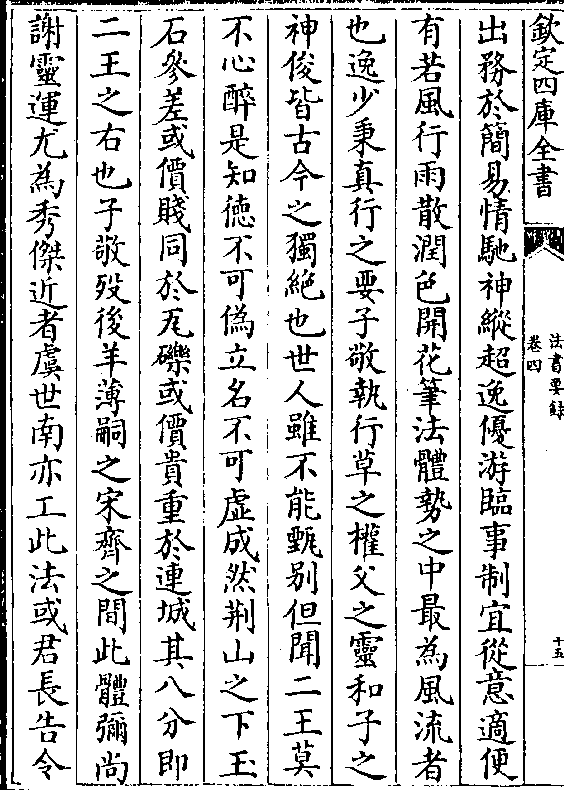 欽定四庫全書
法書要録
卷四
十五
出務於簡易情馳神縱超逸優游臨事制宜從意適便
有若風行雨散潤色開花筆法體勢之中最為風流者
也逸少秉真行之要子敬執行草之權父之靈和子之
神俊皆古今之獨絶也世人雖不能甄别但聞二王莫
不心醉是知德不可偽立名不可虚成然荆山之下玉
石參差或價賤同於瓦礫或價貴重於連城其八分即
二王之右也子敬殁後羊薄嗣之宋齊之間此體彌尚
謝靈運尤為秀傑近者虞世南亦工此法或君長告令